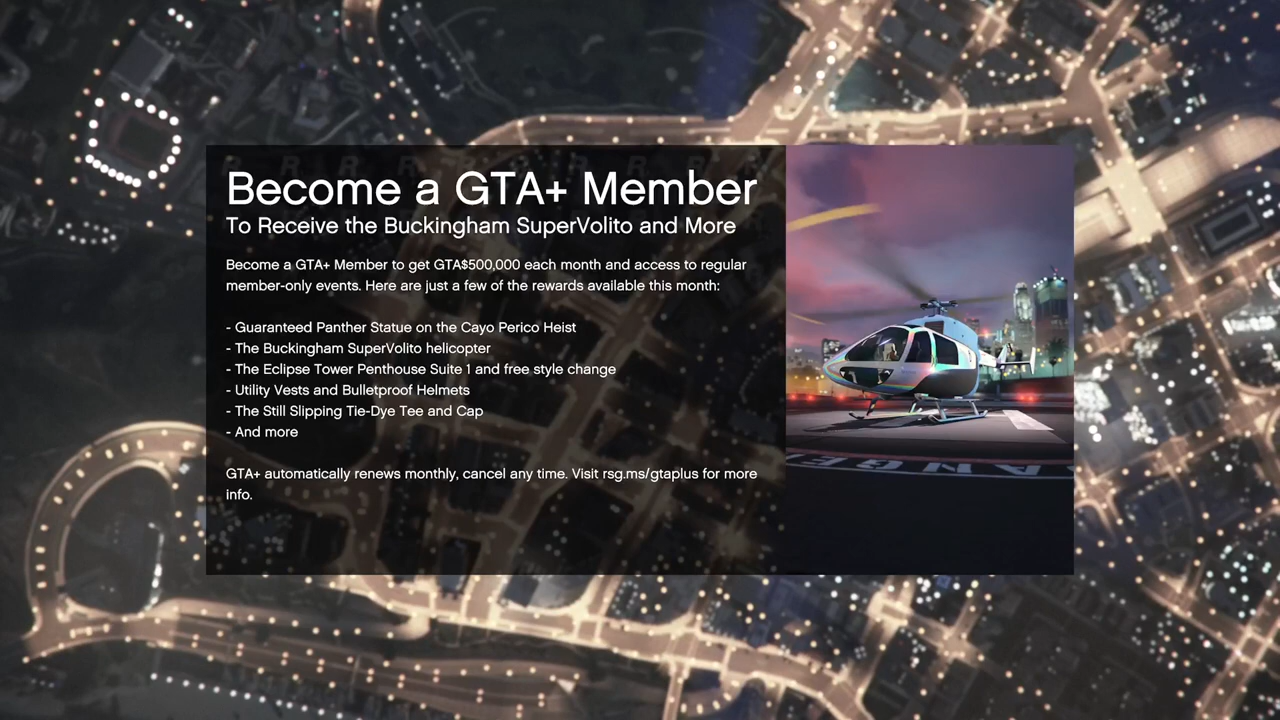 Become a GTA+ Member
To Receive the Buckingham SuperVolito and More
Become a GTA+ Member to get GTA$500,000 each month and access to regular
member-only events. Here are just a few of the rewards available this month:
- Guaranteed Panther Statue on the Cayo Perico Heist
- The Buckingham SuperVolito helicopter
- The Eclipse Tower Penthouse Suite 1 and free style change
- Utility Vests and Bulletproof Helmets
- The Still Slipping Tie-Dye Tee and Cap
- And more
GTA+ automatically renews monthly, cancel any time. Visit rsg.ms/gtaplus for more
info.